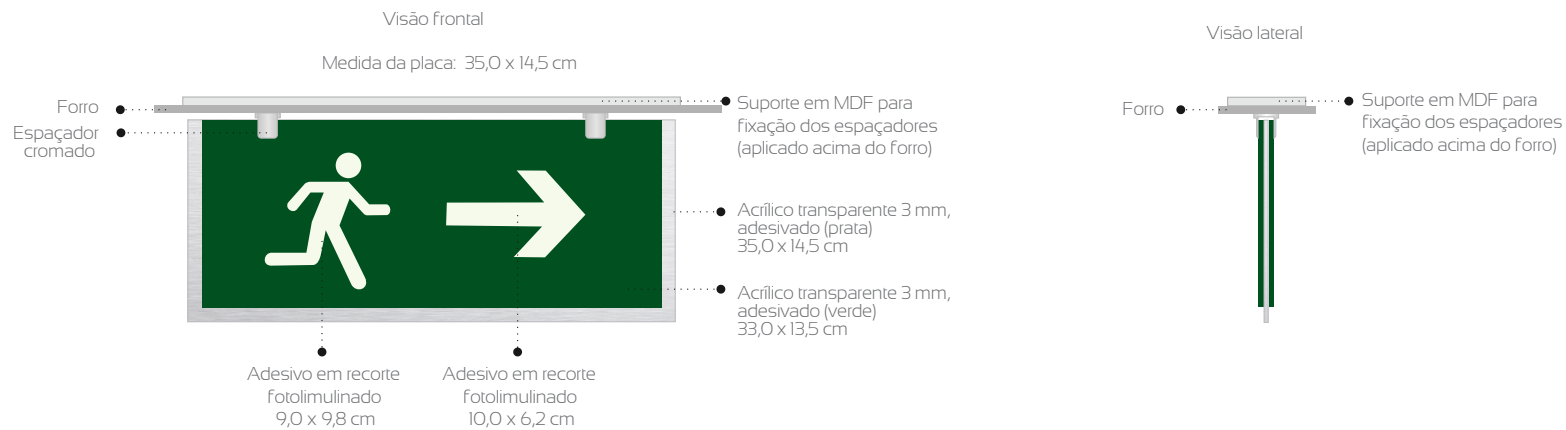 Visão frontal
Medida da placa: 35,0 x 14,5 cm
Forro
Espaçador
cromado
Suporte em MDF para
fixação dos espaçadores
(aplicado acima do forro)
Acrílico transparente 3 mm,
adesivado (prata)
35,0 x 14,5 cm
Acrílico transparente 3 mm,
adesivado (verde)
33,0 x 13,5 cm
Adesivo em recorte
fotolimulinado
9,0 x 9,8 cm
Adesivo em recorte
fotolimulinado
10,0 x 6,2 cm
Visão lateral
Forro
Suporte em MDF para
fixação dos espaçadores
(aplicado acima do forro)